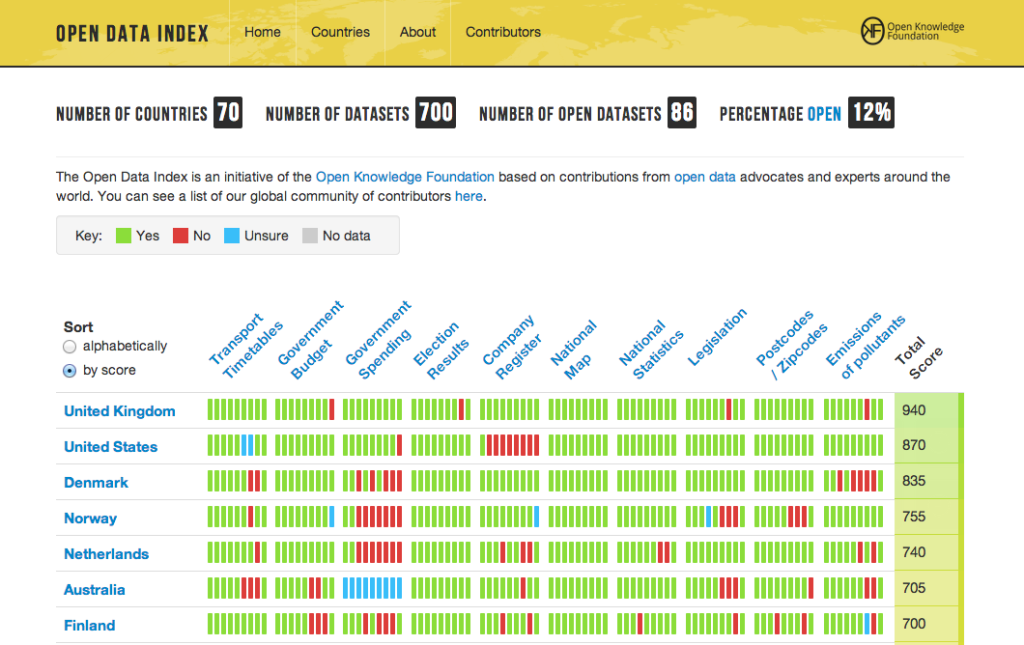 OPEN DATA INDEX
Home Countries About Contributors
Open Knowledge
Foundation
NUMBER OF COUNTRIES 70 NUMBER OF DATASETS 700 NUMBER OF OPEN DATASETS 86 PERCENTAGE OPEN 12%
The Open Data Index is an initiative of the Open Knowledge Foundation based on contributions from open data advocates and experts around the
world. You can see a list of our global community of contributors here.
Key: Yes No Unsure No data
Sort
alphabetically
by score
Transport
Timetables
Government
Budget
Government
Spending
Election
Results
Company
Register
National
Map
National
Statistics
Legislation
Postcodes
/ Zipcodes
Emissions
of pollutants
Total
Score
United Kingdom 940
United States 870
Denmark 835
Norway 755
Netherlands 740
Australia 705
Finland 700